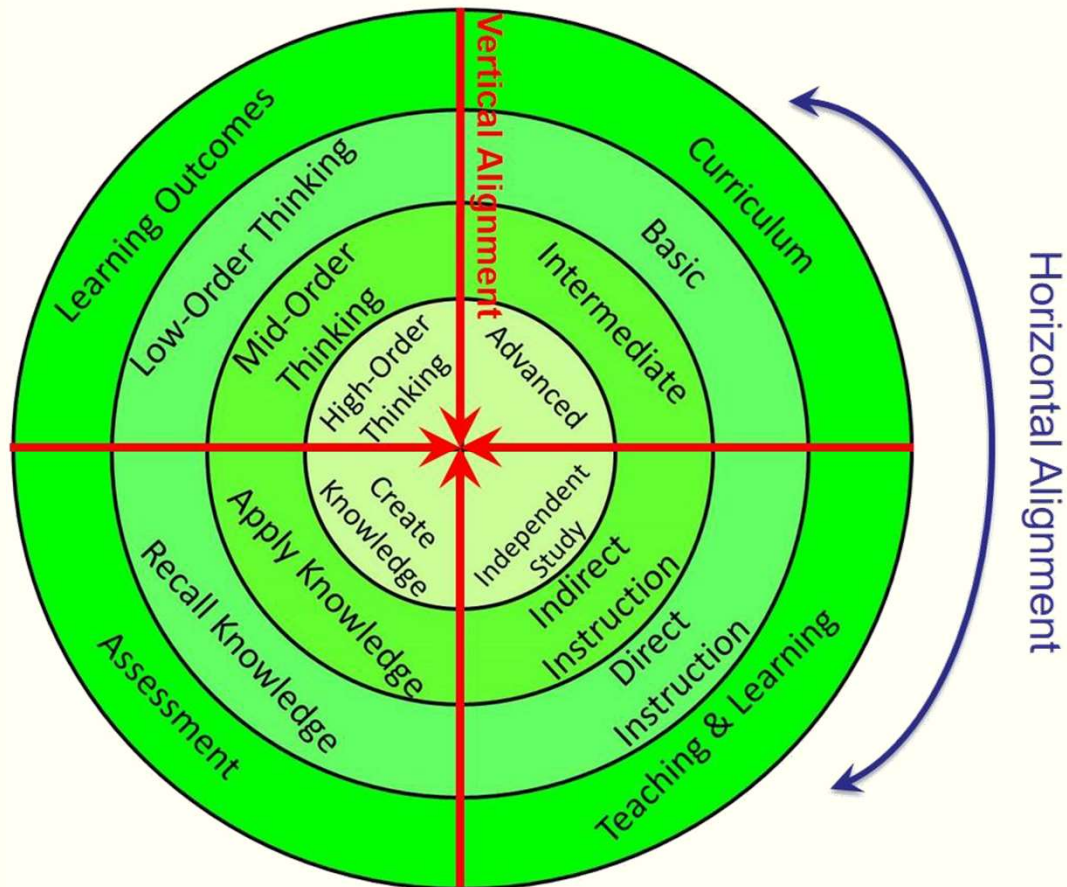 Vertical Alignment
Learning Outcomes
Low-Order Thinking
Mid-Order
Thinking
High-Order
Thinking
Curriculum
Basic
Intermediate
Advanced
Horizontal Alignment
Assessment
Recall Knowledge
Apply Knowledge
Create
Knowledge
Independent
Study
Indirect
Instruction
Direct
Instruction
Teaching & Learning